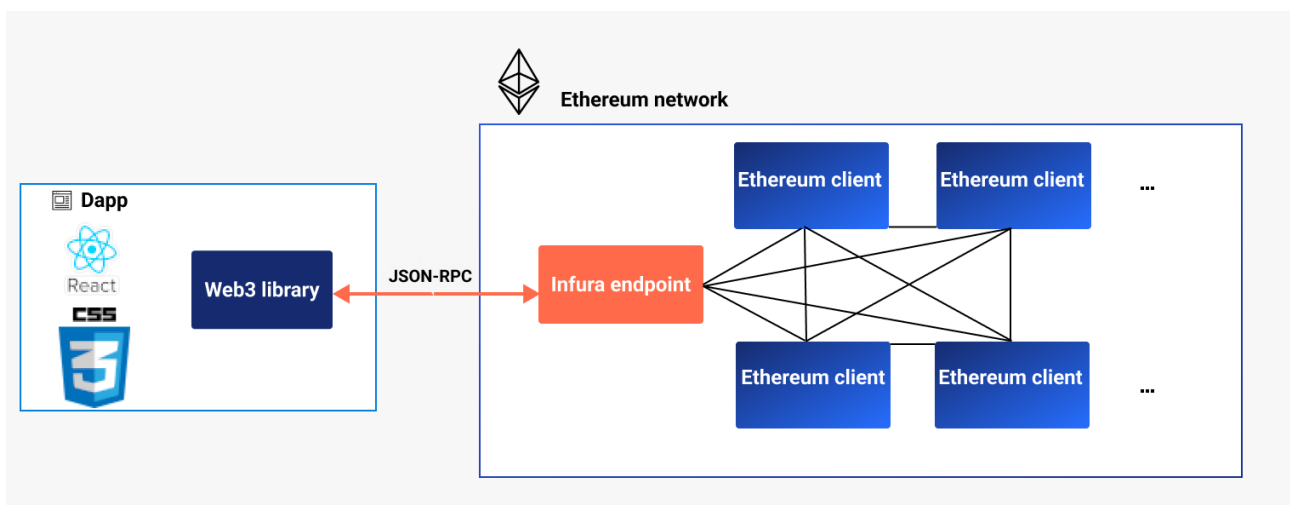 Ethereum network
Dapp
React
CSS
3
Web3 library
JSON-RPC
Infura endpoint
Ethereum client
Ethereum client
...
Ethereum client
Ethereum client
...